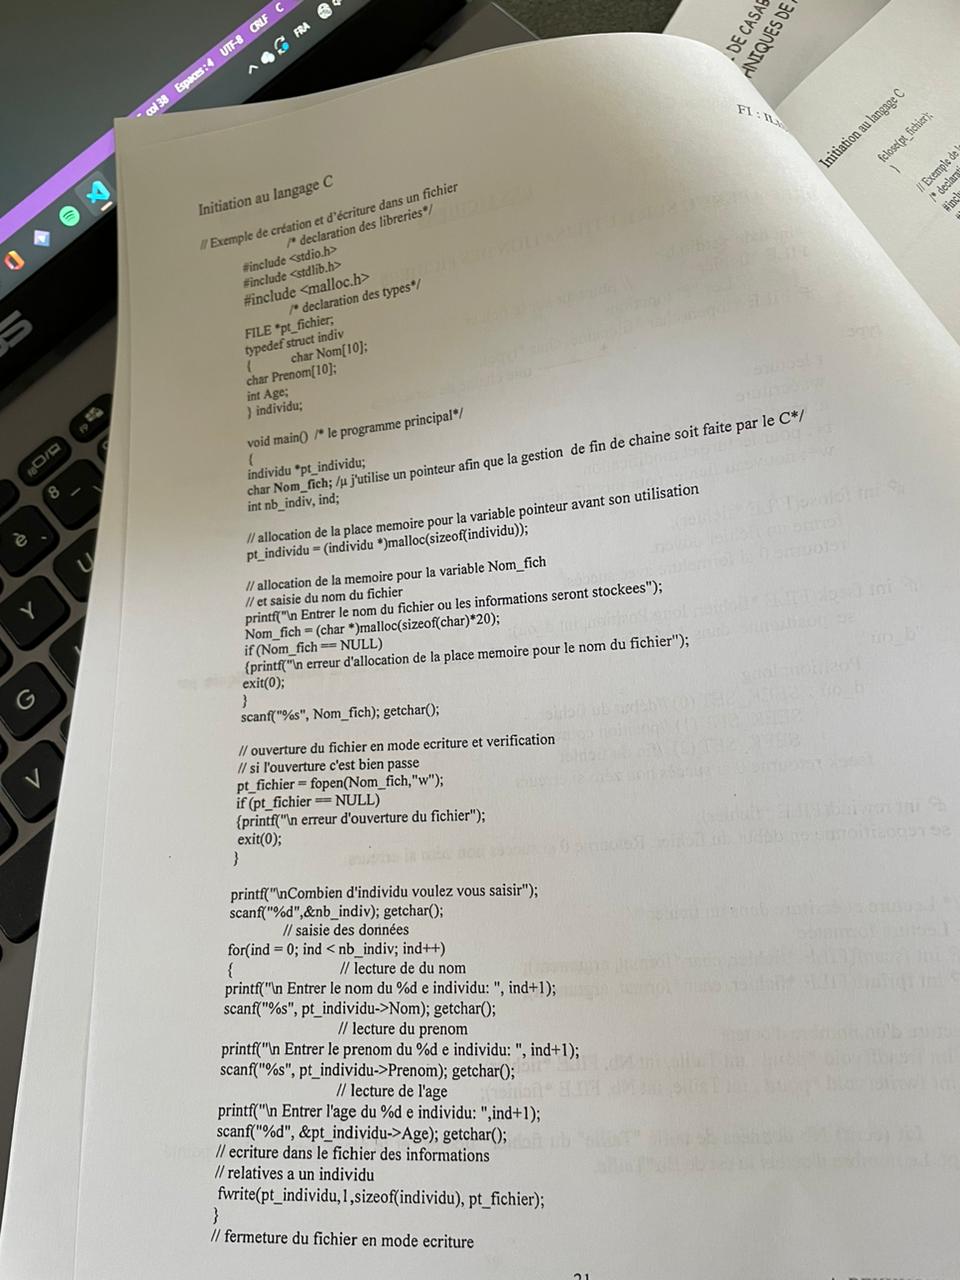 col 38 Espaces : 4 UTF-8 CRLF C
FRA
DE CASAB
HNIQUES DE
FI :
Initiation au langage C
// Exemple de création et d'écriture dans un fichier
/* declaration des libreries*/
#include <stdio.h>
#include <stdlib.h>
#include <malloc.h>
/* declaration des types*/
FILE *pt_fichier;
typedef struct indiv
{ char Nom[10];
char Prenom[10];
int Age;
} individu;
void main() /* le programme principal*/
{
individu *pt_individu;
char Nom_fich; /µ j'utilise un pointeur afin que la gestion de fin de chaine soit faite par le C*/
int nb_indiv, ind;
// allocation de la place memoire pour la variable pointeur avant son utilisation
pt_individu = (individu *)malloc(sizeof(individu));
// allocation de la memoire pour la variable Nom_fich
// et saisie du nom du fichier
printf("\n Entrer le nom du fichier ou les informations seront stockees");
Nom_fich = (char *)malloc(sizeof(char)*20);
if (Nom_fich == NULL)
{printf("\n erreur d'allocation de la place memoire pour le nom du fichier");
exit(0);
}
scanf("%s", Nom_fich); getchar();
// ouverture du fichier en mode ecriture et verification
// si l'ouverture c'est bien passe
pt_fichier = fopen(Nom_fich,"w");
if (pt_fichier == NULL)
{printf("\n erreur d'ouverture du fichier");
exit(0);
}
printf("\nCombien d'individu voulez vous saisir");
scanf("%d",&nb_indiv); getchar();
// saisie des données
for(ind = 0; ind < nb_indiv; ind++)
{ // lecture de du nom
printf("\n Entrer le nom du %d e individu: ", ind+1);
scanf("%s", pt_individu->Nom); getchar();
// lecture du prenom
printf("\n Entrer le prenom du %d e individu: ", ind+1);
scanf("%s", pt_individu->Prenom); getchar();
// lecture de l'age
printf("\n Entrer l'age du %d e individu: ",ind+1);
scanf("%d", &pt_individu->Age); getchar();
// ecriture dans le fichier des informations
// relatives a un individu
fwrite(pt_individu,1,sizeof(individu), pt_fichier);
}
// fermeture du fichier en mode ecriture
21
Initiation au langage C
fclose(pt_fichier);
}
// Exemple de
/* declarat
#inclu
8
è
Y
U
G
V